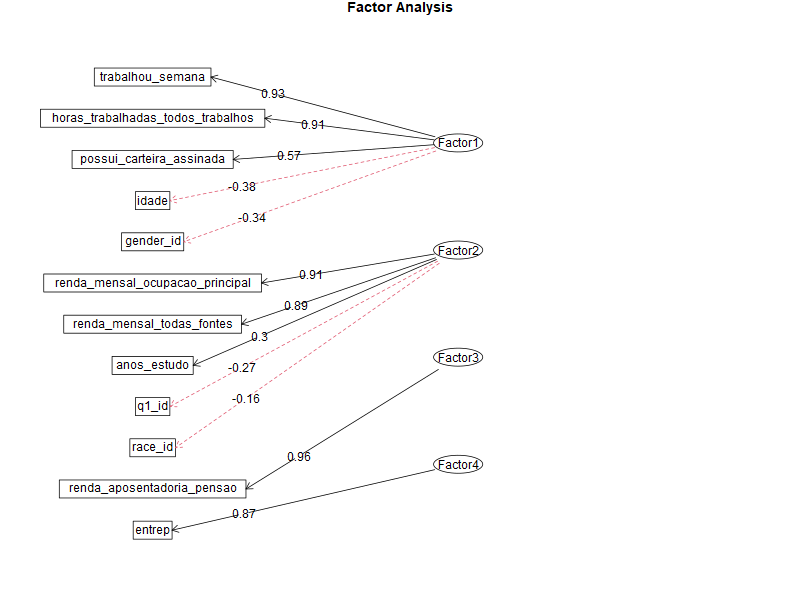 Factor Analysis
trabalhou_semana
0.93
horas_trabalhadas_todos_trabalhos
0.91
Factor1
possui_carteira_assinada
0.57
-0.38
idade
-0.34
gender_id
Factor2
0.91
renda_mensal_ocupacao_principal
0.89
renda_mensal_todas_fontes
0.3
Factor3
anos_estudo
-0.27
q1_id
-0.16
race_id
0.96
Factor4
renda_aposentadoria_pensao
0.87
entrep